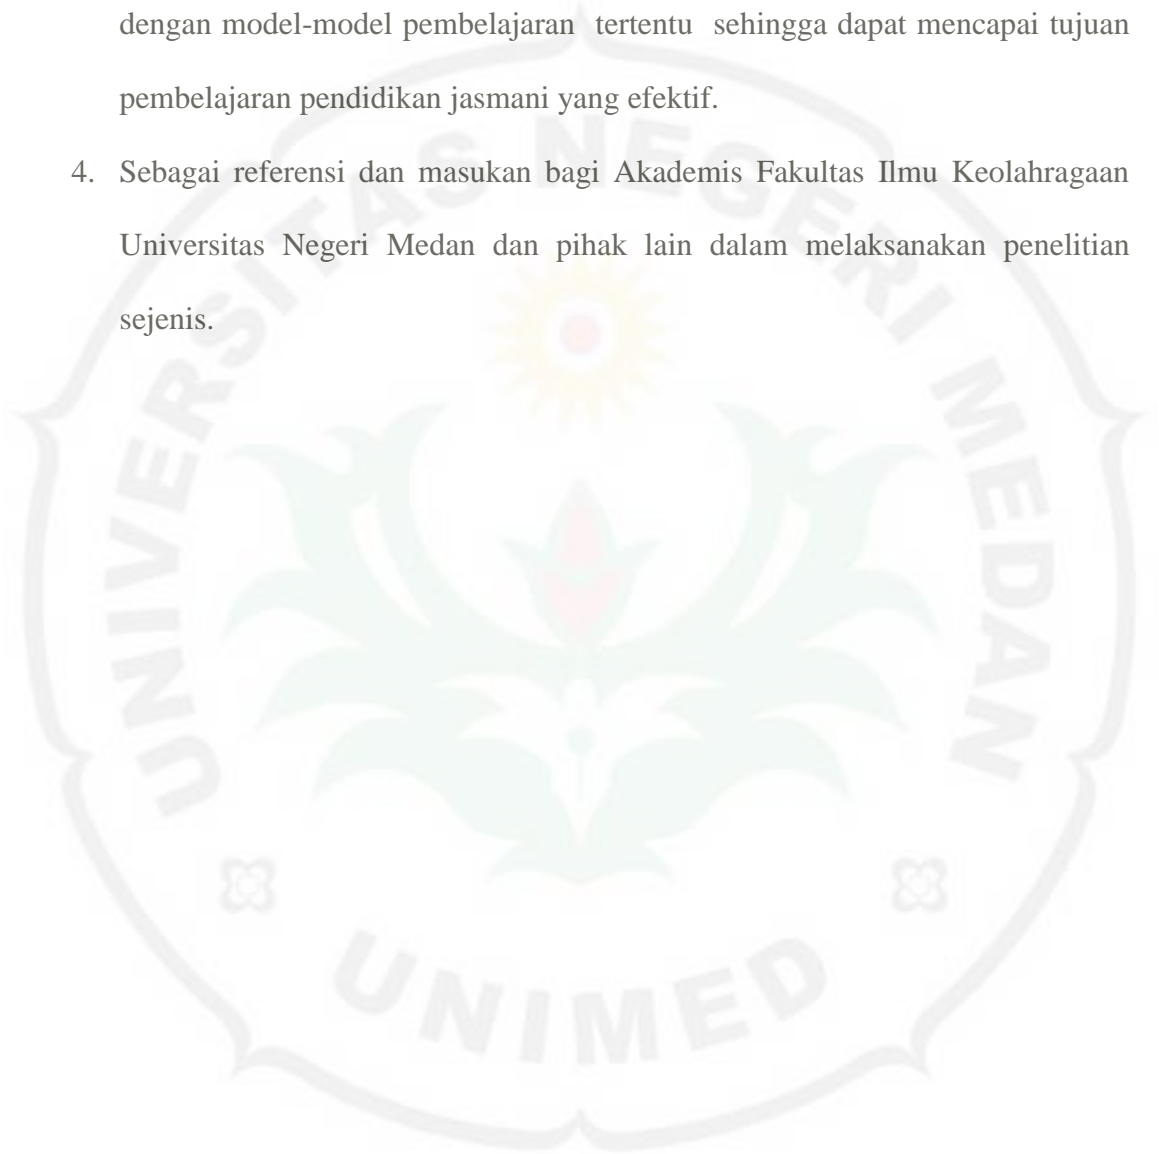 dengan model-model pembelajaran tertentu sehingga dapat mencapai tujuan
pembelajaran pendidikan jasmani yang efektif.
4. Sebagai referensi dan masukan bagi Akademis Fakultas Ilmu Keolahragaan
Universitas Negeri Medan dan pihak lain dalam melaksanakan penelitian
sejenis.
UNIVERSITAS NEGERI MEDAN
UNIMED